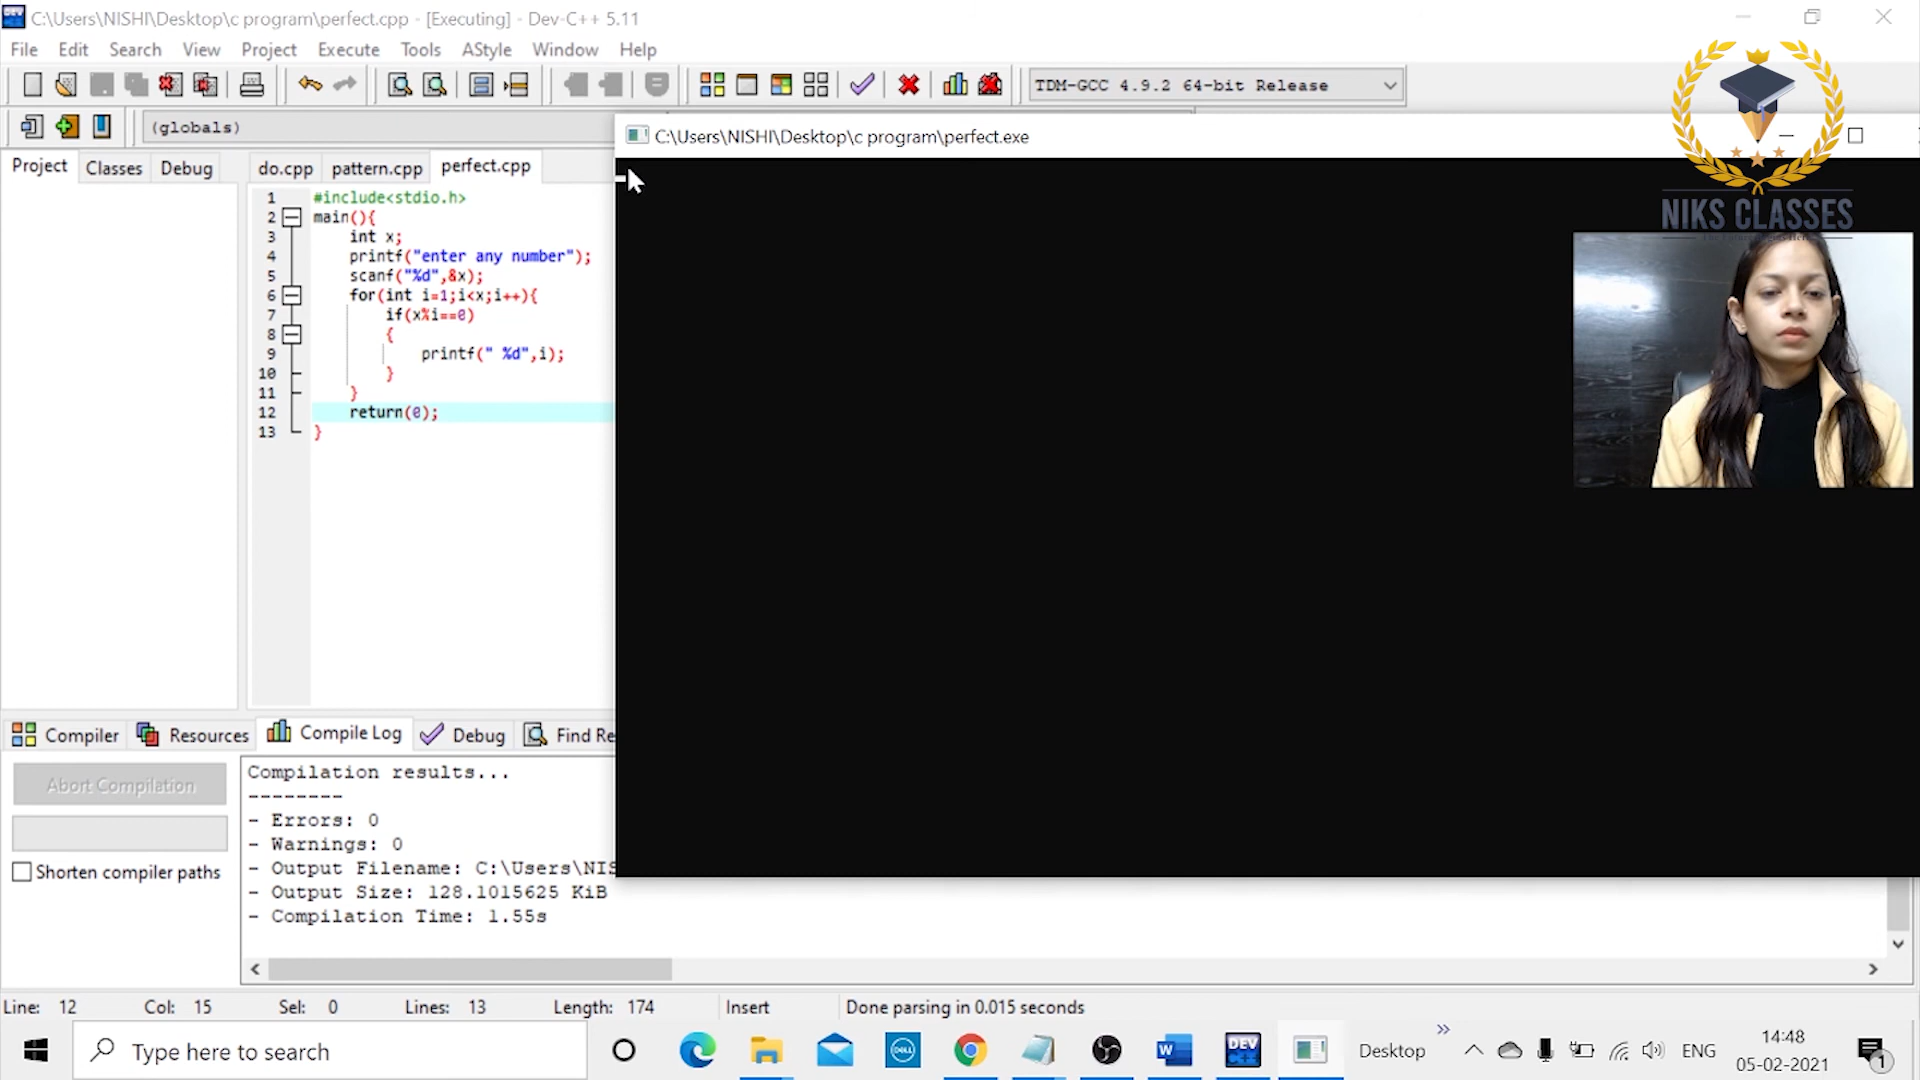 C:\Users\NISHI\Desktop\c program\perfect.cpp - [Executing] - Dev-C++ 5.11
File Edit Search View Project Execute Tools AStyle Window Help
TDM-GCC 4.9.2 64-bit Release
(globals)
C:\Users\NISHI\Desktop\c program\perfect.exe
NIKS CLASSES
Project Classes Debug
do.cpp pattern.cpp perfect.cpp
1 #include<stdio.h>
2 main(){
3 int x;
4 printf("enter any number");
5 scanf("%d",&x);
6 for(int i=1;i<x;i++){
7 if(x%i==0)
8 {
9 printf(" %d",i);
10 }
11 }
12 return(0);
13 }
Compiler Resources Compile Log Debug Find Re
Abort Compilation
Shorten compiler paths
Compilation results...
--------
- Errors: 0
- Warnings: 0
- Output Filename: C:\Users\NIS
- Output Size: 128.1015625 KiB
- Compilation Time: 1.55s
Line: 12 Col: 15 Sel: 0 Lines: 13 Length: 174 Insert Done parsing in 0.015 seconds
Type here to search
DELL
W
DEV
Desktop
ENG
14:48
05-02-2021
1